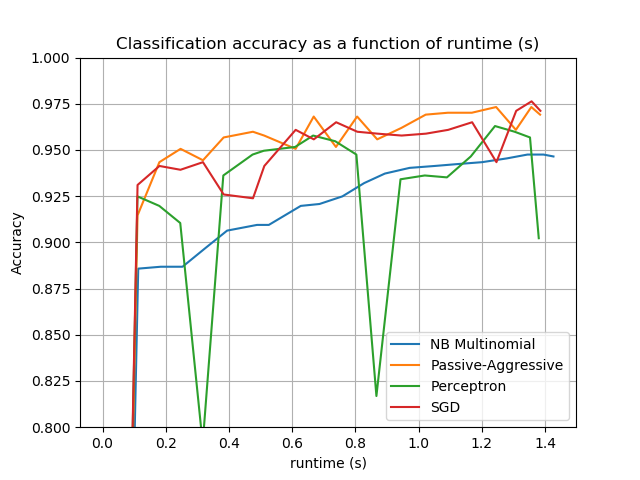 Classification accuracy as a function of runtime (s)
1.000
0.975
0.950
0.925
0.900
0.875
0.850
0.825
0.800
Accuracy
NB Multinomial
Passive-Aggressive
Perceptron
SGD
0.0 0.2 0.4 0.6 0.8 1.0 1.2 1.4
runtime (s)